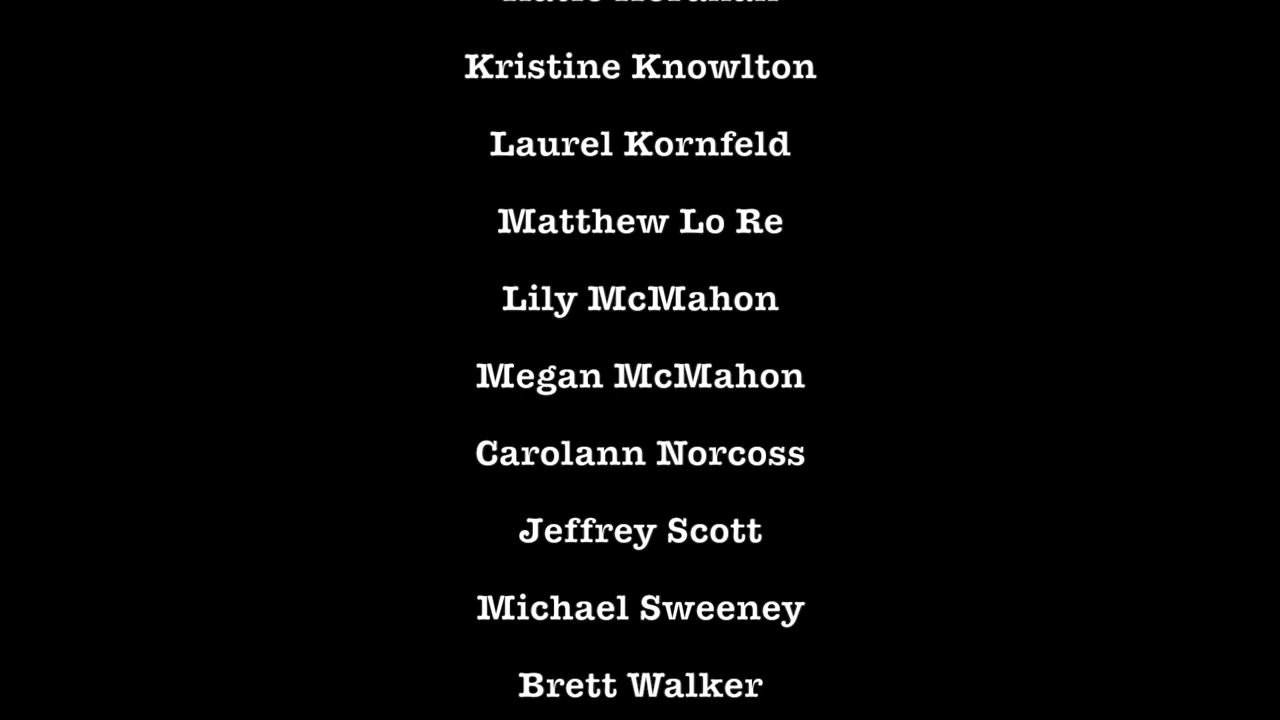 Kristine Knowlton
Laurel Kornfeld
Matthew Lo Re
Lily McMahon
Megan McMahon
Carolann Norcoss
Jeffrey Scott
Michael Sweeney
Brett Walker